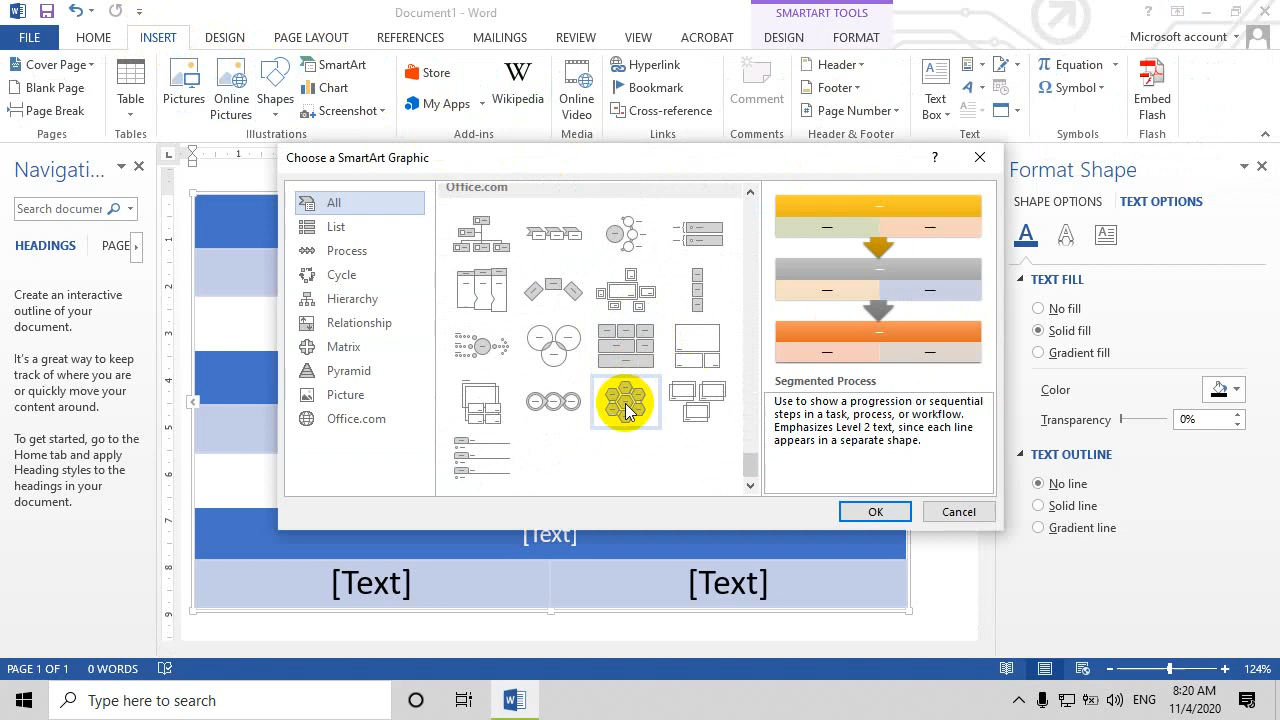 Document1 - Word
SMARTART TOOLS
FILE
HOME
INSERT
DESIGN
PAGE LAYOUT
REFERENCES
MAILINGS
REVIEW
VIEW
ACROBAT
DESIGN
FORMAT
Microsoft account
Cover Page
Blank Page
Page Break
Pages
Table
Tables
Pictures
Online
Pictures
Shapes
SmartArt
Chart
Screenshot
Illustrations
Store
My Apps
W
Wikipedia
Add-ins
Online
Video
Media
Hyperlink
Bookmark
Cross-reference
Links
Comment
Comments
Header
Footer
Page Number
Header & Footer
Text
Box
Text
Equation
Symbol
Symbols
Embed
Flash
Flash
Navigati...
Search documen
HEADINGS
PAGE
Create an interactive
outline of your
document.
It's a great way to keep
track of where you are
or quickly move your
content around.
To get started, go to the
Home tab and apply
Heading styles to the
headings in your
document.
1
3
4
5
6
7
8
9
Choose a SmartArt Graphic
?
All
List
Process
Cycle
Hierarchy
Relationship
Matrix
Pyramid
Picture
Office.com
Office.com
Segmented Process
Use to show a progression or sequential
steps in a task, process, or workflow.
Emphasizes Level 2 text, since each line
appears in a separate shape.
OK
Cancel
[Text]
[Text]
[Text]
Format Shape
SHAPE OPTIONS
TEXT OPTIONS
TEXT FILL
No fill
Solid fill
Gradient fill
Color
Transparency
0%
TEXT OUTLINE
No line
Solid line
Gradient line
PAGE 1 OF 1
0 WORDS
124%
Type here to search
ENG
8:20 AM
11/4/2020